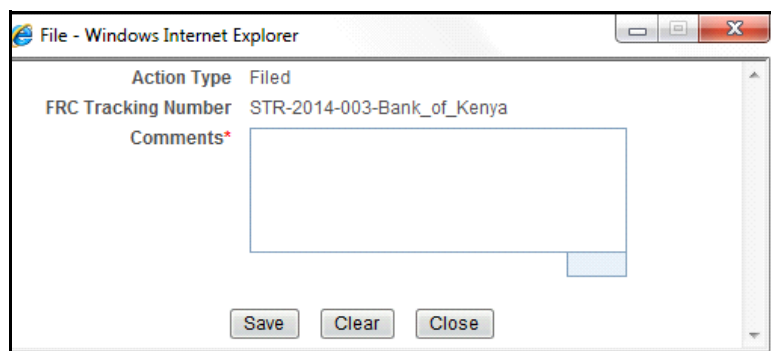 File - Windows Internet Explorer
Action Type Filed
FRC Tracking Number STR-2014-003-Bank_of_Kenya
Comments*
Save Clear Close